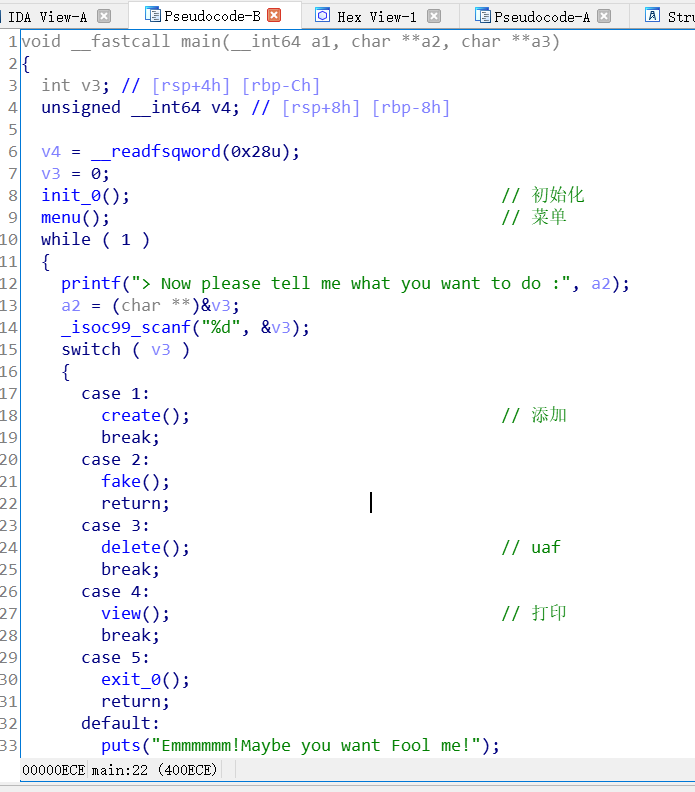 IDA View-A Pseudocode-B Hex View-1 Pseudocode-A Stru
1 void __fastcall main(__int64 a1, char **a2, char **a3)
2 {
3 int v3; // [rsp+4h] [rbp-Ch]
4 unsigned __int64 v4; // [rsp+8h] [rbp-8h]
5
6 v4 = __readfsqword(0x28u);
7 v3 = 0;
8 init_0(); // 初始化
9 menu(); // 菜单
10 while ( 1 )
11 {
12 printf("> Now please tell me what you want to do :", a2);
13 a2 = (char **)&v3;
14 _isoc99_scanf("%d", &v3);
15 switch ( v3 )
16 {
17 case 1:
18 create(); // 添加
19 break;
20 case 2:
21 fake();
22 return;
23 case 3:
24 delete(); // uaf
25 break;
26 case 4:
27 view(); // 打印
28 break;
29 case 5:
30 exit_0();
31 return;
32 default:
33 puts("Emmmmmm!Maybe you want Fool me!");
00000ECE main:22 (400ECE)